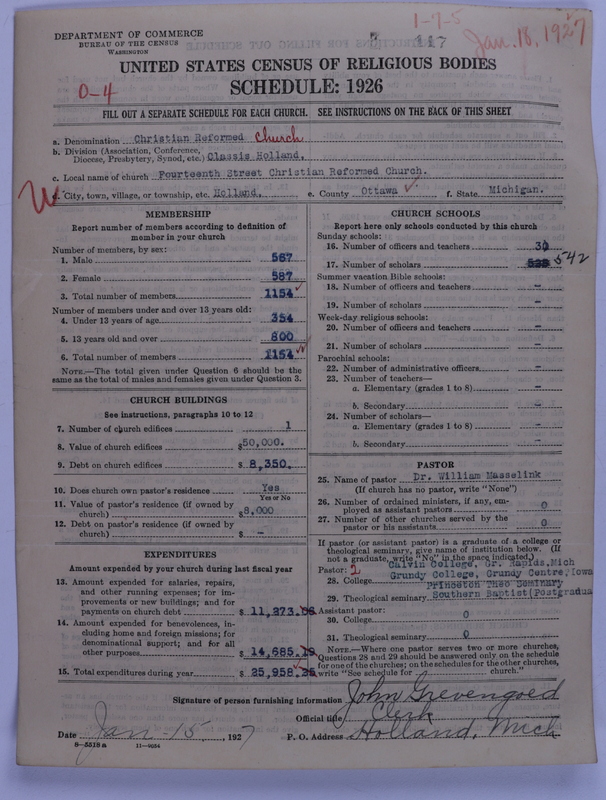 1-7-5
Jan. 18, 1927
DEPARTMENT OF COMMERCE
BUREAU OF THE CENSUS
WASHINGTON
117
UNITED STATES CENSUS OF RELIGIOUS BODIES
SCHEDULE: 1926
O-4
FILL OUT A SEPARATE SCHEDULE FOR EACH CHURCH. SEE INSTRUCTIONS ON THE BACK OF THIS SHEET
a. Denomination Christian Reformed Church
b. Division (Association, Conference, Diocese, Presbytery, Synod, etc.) Classis Holland,
c. Local name of church Fourteenth Street Christian Reformed Church.
d. City, town, village, or township, etc. Holland, e. County Ottawa f. State Michigan.
MEMBERSHIP
Report number of members according to definition of
member in your church
Number of members, by sex:
1. Male 567
2. Female 587
3. Total number of members 1154
Number of members under and over 13 years old:
4. Under 13 years of age 354
5. 13 years old and over 800
6. Total number of members 1154
NOTE.—The total given under Question 6 should be
same as the total of males and females given under Question 3.
CHURCH BUILDINGS
See instructions, paragraphs 10 to 12
7. Number of church edifices 1
8. Value of church edifices $50,000.
9. Debt on church edifices $8,350.
10. Does church own pastor's residence Yes
Yes or No
11. Value of pastor's residence (if owned by
church) $8,000
12. Debt on pastor's residence (if owned by
church) $ –
EXPENDITURES
Amount expended by church during last fiscal year
13. Amount expended for salaries, repairs,
and other running expenses; for im-
provements or new buildings; and for
payments on church debt $11,273.
14. Amount expended for benevolences, in-
cluding home and foreign missions; for
denominational support; and for all
other purposes $14,685.
15. Total expenditures during year $25,958.
CHURCH SCHOOLS
Report here only schools conducted by this church
Sunday schools:
16. Number of officers and teachers 30
17. Number of scholars 542
Summer vacation Bible schools:
18. Number of officers and teachers –
19. Number of scholars –
Week-day religious schools:
20. Number of officers and teachers –
21. Number of scholars –
Parochial schools:
22. Number of administrative officers –
23. Number of teachers—
a. Elementary (grades 1 to 8) –
b. Secondary –
24. Number of scholars—
a. Elementary (grades 1 to 8) –
b. Secondary –
PASTOR
25. Name of pastor Dr. William Masselink
(If church has no pastor, write "None")
26. Number of ordained ministers, if any, em-
ployed as assistant pastors 0
27. Number of other churches served by the
pastor or his assistants 0
If pastor (or assistant pastor) is a graduate of a college or
theological seminary, give name of institution below. (If
not a graduate, write "No" in the space indicated.)
Pastor: 2 Calvin College, Gr. Rapids, Mich
28. College Grundy College, Grundy Centre, Iowa
Princeton Theo Seminary
29. Theological seminary Southern Baptist(Postgradua
Assistant pastor:
30. College 0
31. Theological seminary 0
NOTE.—Where one pastor serves two or more churches,
Questions 28 and 29 should be answered only on the schedule
for one of the churches; on the schedules for the other churches,
write "See schedule for church."
Signature of person furnishing information John Grevengoed
Official title Clerk
Date Jan - 15, 1927 P. O. Address Holland, Mich
8—5518 a 11—9064